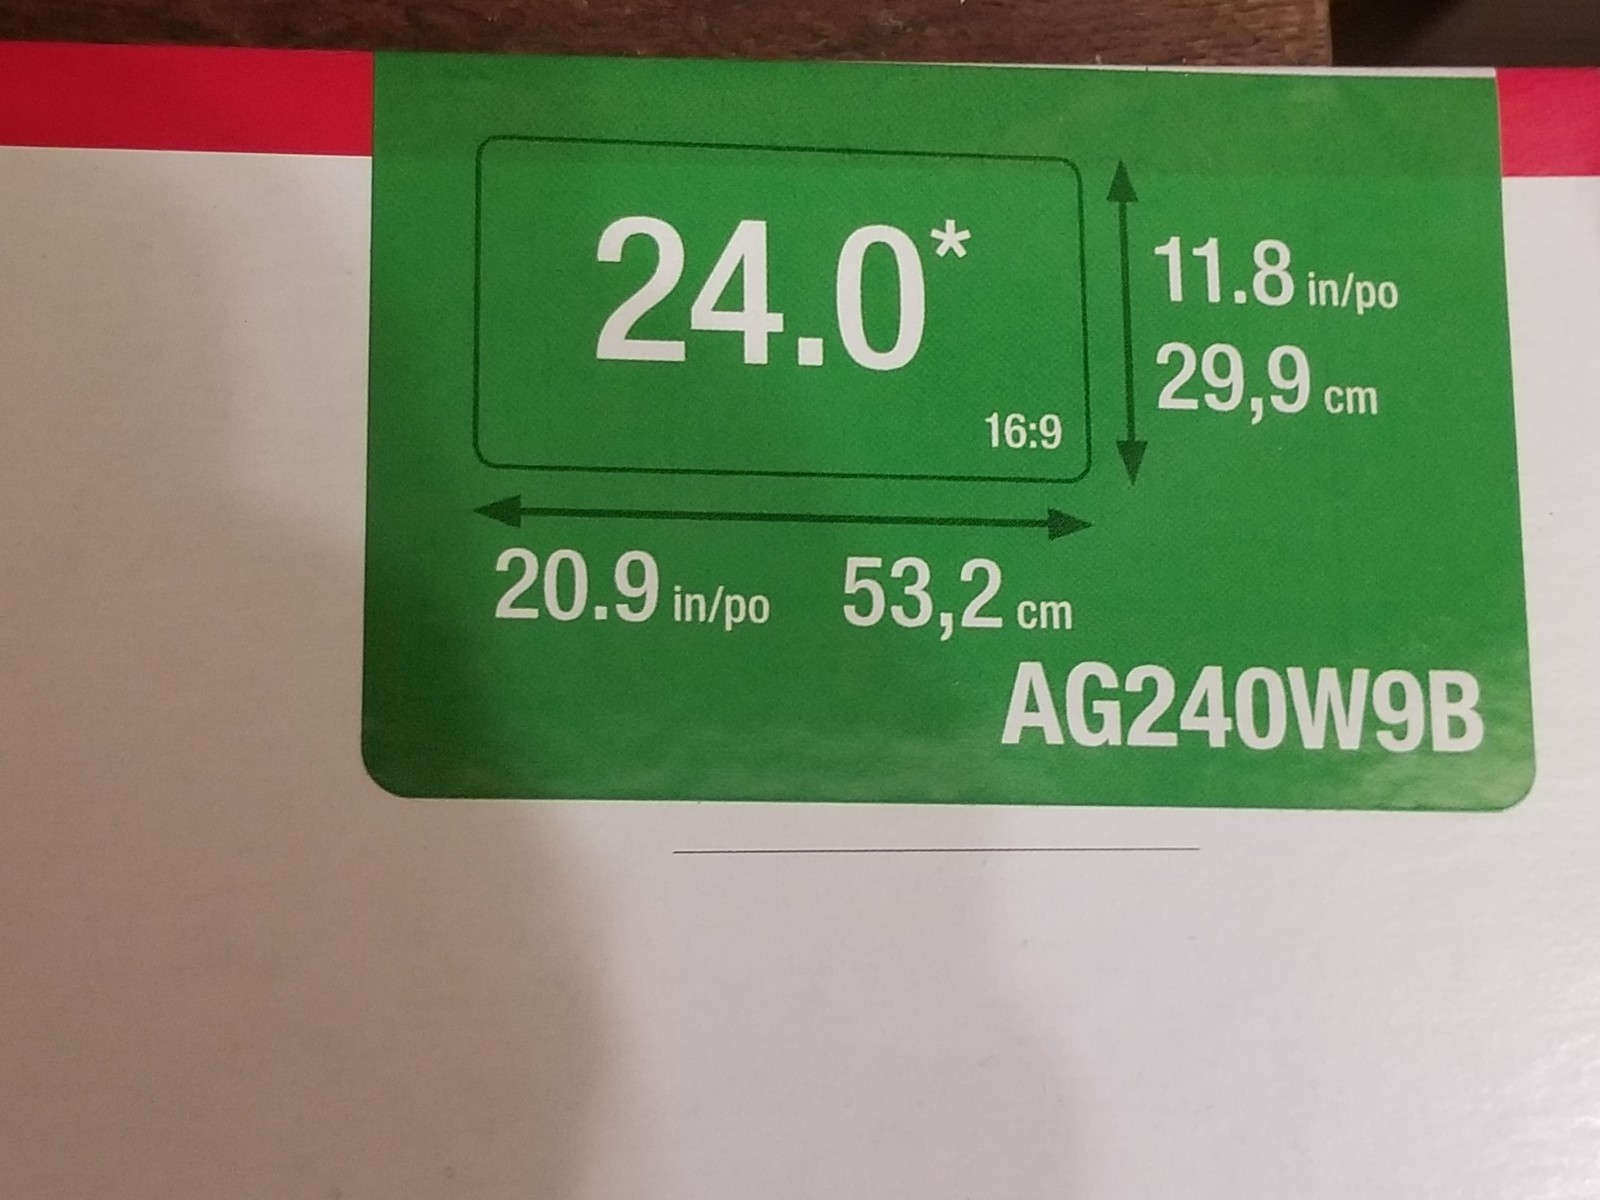 24.0*
16:9
11.8 in/po
29,9 cm
20.9 in/po 53,2 cm
AG240W9B